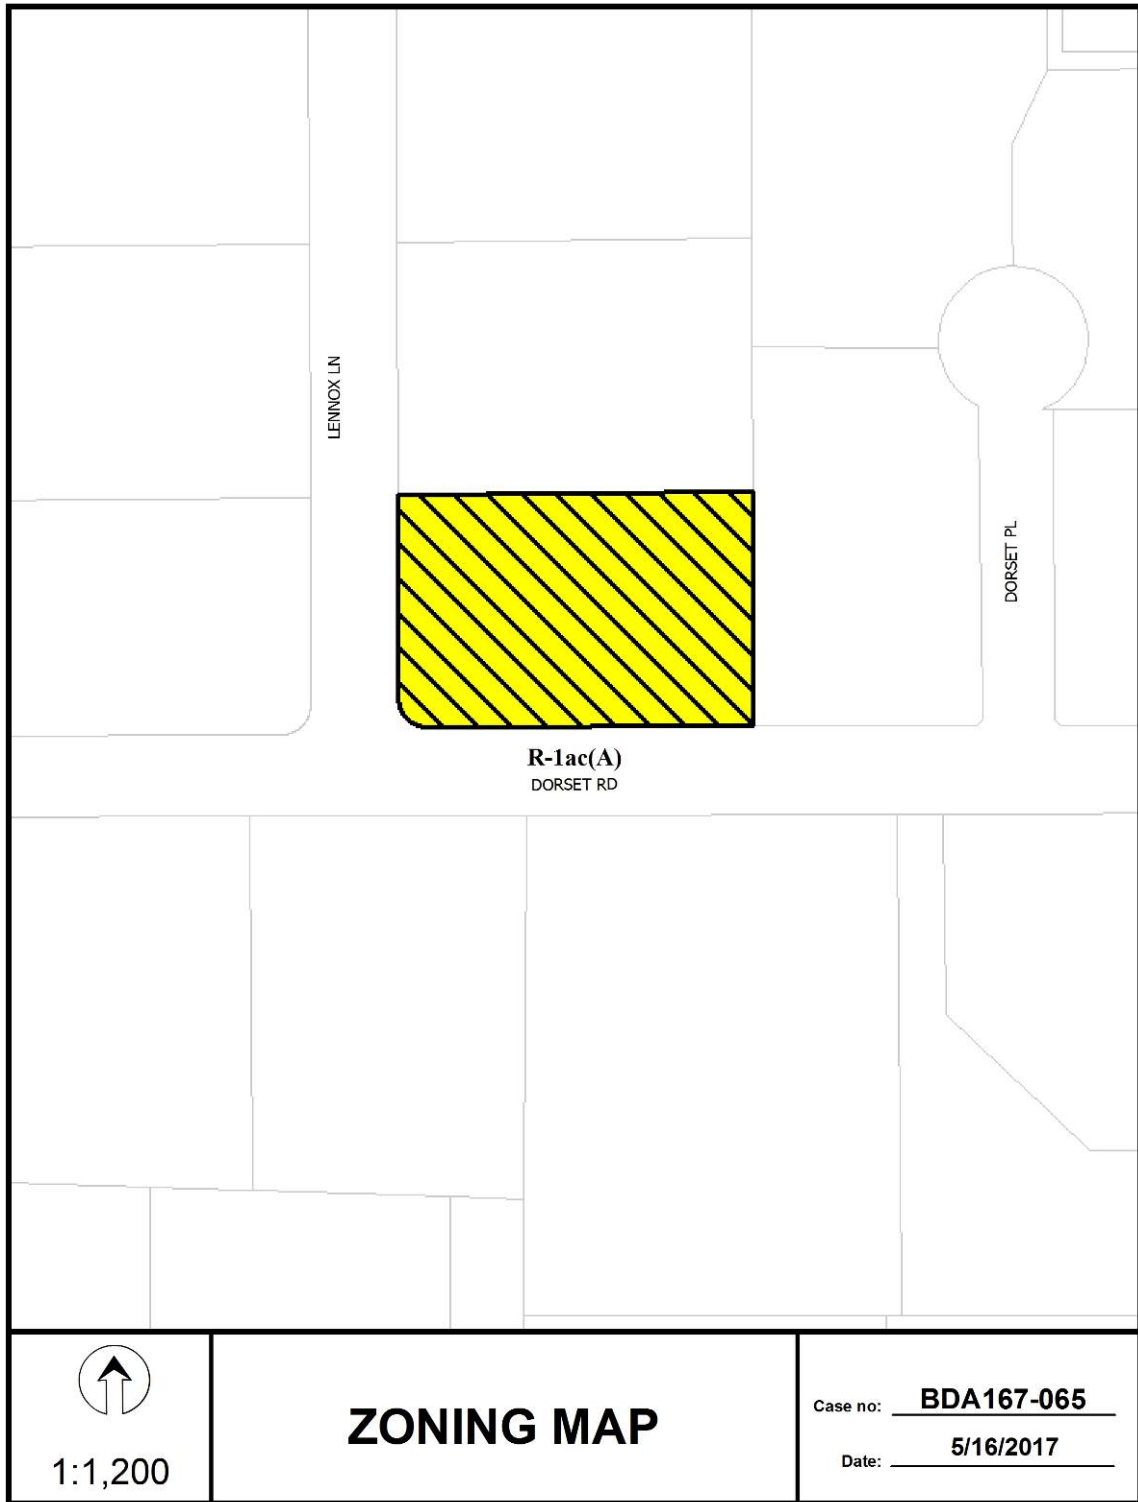 LENNOX LN
DORSET PL
R-1ac(A)
DORSET RD
1:1,200
ZONING MAP
Case no: BDA167-065
Date: 5/16/2017